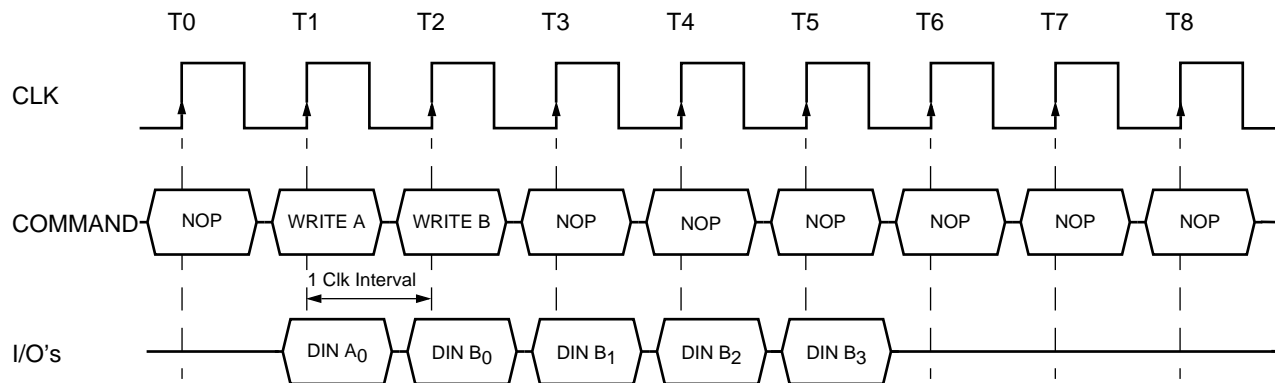 T0 T1 T2 T3 T4 T5 T6 T7 T8
CLK
COMMAND NOP WRITE A WRITE B NOP NOP NOP NOP NOP NOP
1 Clk Interval
I/O's DIN A0 DIN B0 DIN B1 DIN B2 DIN B3